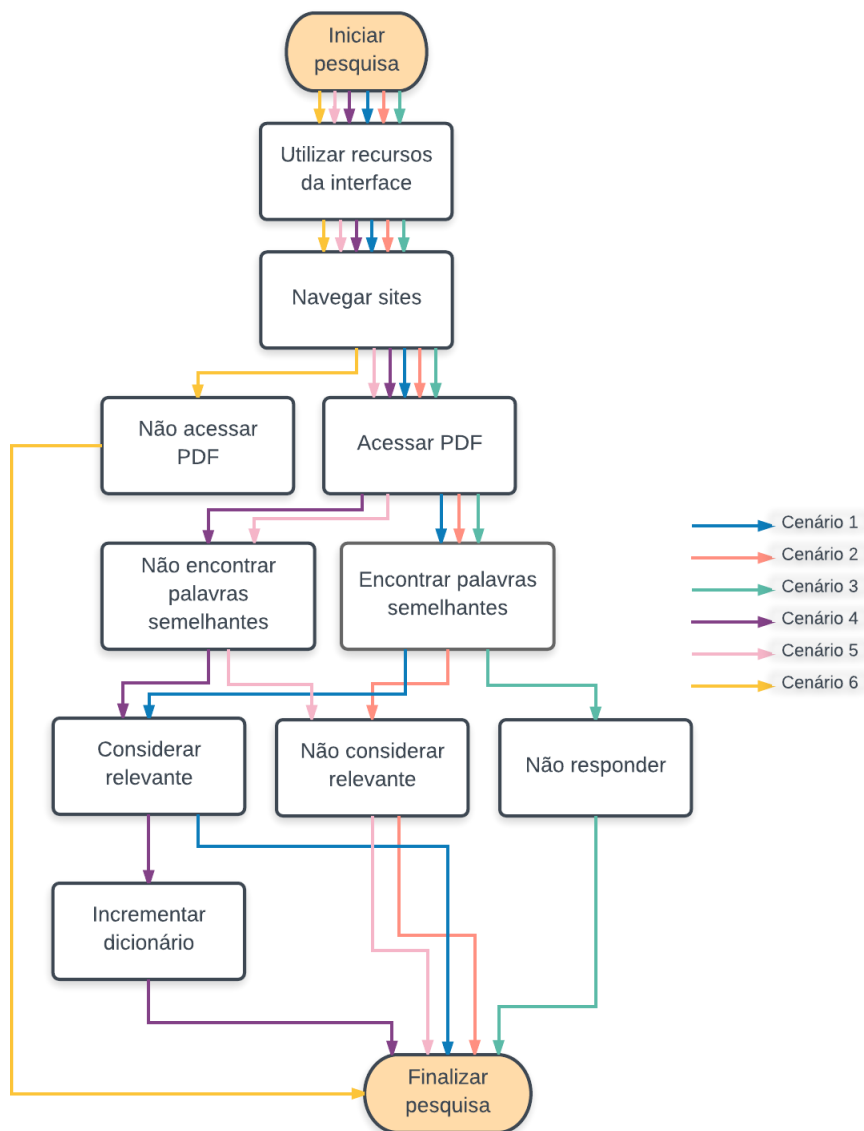 Iniciar
pesquisa
Utilizar recursos
da interface
Navegar sites
Não acessar
PDF
Acessar PDF
Não encontrar
palavras
semelhantes
Encontrar palavras
semelhantes
Considerar
relevante
Não considerar
relevante
Não responder
Incrementar
dicionário
Finalizar
pesquisa
Cenário 1
Cenário 2
Cenário 3
Cenário 4
Cenário 5
Cenário 6